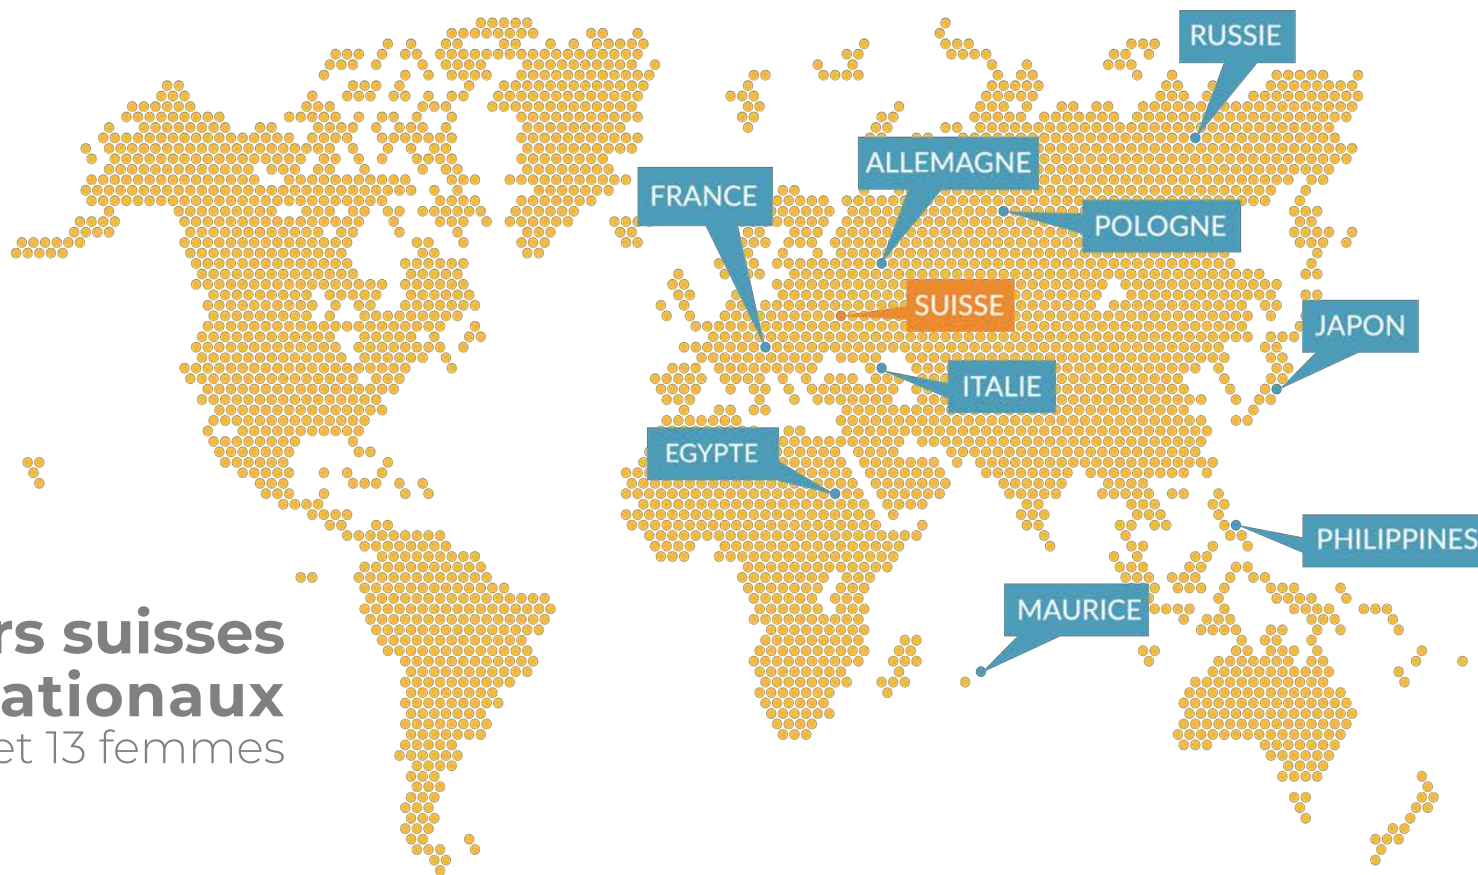 RUSSIE
ALLEMAGNE
FRANCE
POLOGNE
SUISSE
JAPON
ITALIE
EGYPTE
PHILIPPINES
MAURICE
rs suisses
ationaux
et 13 femmes